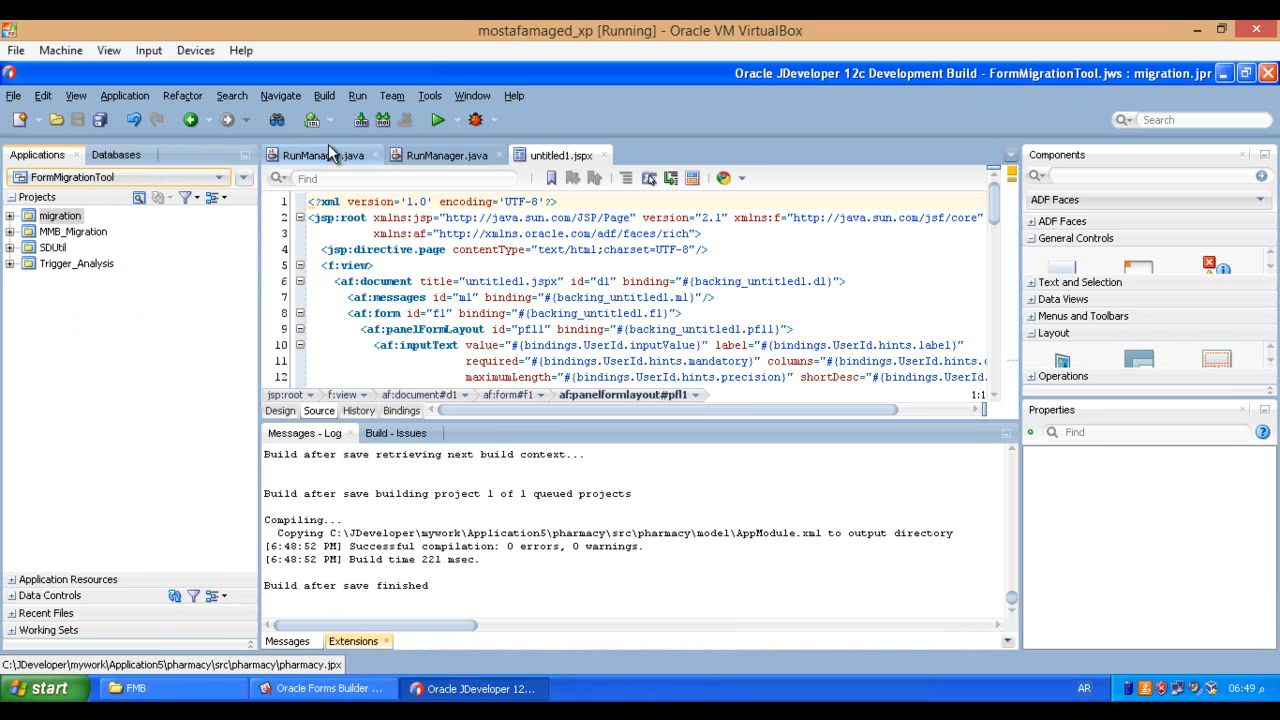 mostafamaged_xp [Running] - Oracle VM VirtualBox
File Machine View Input Devices Help
Oracle JDeveloper 12c Development Build - FormMigrationTool.jws : migration.jpr
File Edit View Application Refactor Search Navigate Build Run Team Tools Window Help
Search
Applications Databases
RunManager.java RunManager.java untitled1.jspx
Components
FormMigrationTool
Find
Projects
ADF Faces
migration
MMB_Migration
SDUtil
Trigger_Analysis
1 <?xml version='1.0' encoding='UTF-8'?>
2 <jsp:root xmlns:jsp="http://java.sun.com/JSP/Page" version="2.1" xmlns:f="http://java.sun.com/jsf/core"
3 xmlns:af="http://xmlns.oracle.com/adf/faces/rich">
4 <jsp:directive.page contentType="text/html;charset=UTF-8"/>
5 <f:view>
6 <af:document title="untitled1.jspx" id="d1" binding="#{backing_untitled1.d1}">
7 <af:messages id="m1" binding="#{backing_untitled1.m1}"/>
8 <af:form id="f1" binding="#{backing_untitled1.f1}">
9 <af:panelFormLayout id="pfl1" binding="#{backing_untitled1.pfl1}">
10 <af:inputText value="#{bindings.UserId.inputValue}" label="#{bindings.UserId.hints.label}"
11 required="#{bindings.UserId.hints.mandatory}" columns="#{bindings.UserId.hints.
12 maximumLength="#{bindings.UserId.hints.precision}" shortDesc="#{bindings.UserId
ADF Faces
General Controls
Text and Selection
Data Views
Menus and Toolbars
Layout
Operations
jsp:root f:view af:document#d1 af:form#f1 af:panelformlayout#pfl1 1:1
Design Source History Bindings
Properties
Find
Messages - Log Build - Issues
Build after save retrieving next build context...
Build after save building project 1 of 1 queued projects
Compiling...
Copying C:\JDeveloper\mywork\Application5\pharmacy\src\pharmacy\model\AppModule.xml to output directory
[6:48:52 PM] Successful compilation: 0 errors, 0 warnings.
[6:48:52 PM] Build time 221 msec.
Build after save finished
Application Resources
Data Controls
Recent Files
Working Sets
Messages Extensions
C:\JDeveloper\mywork\Application5\pharmacy\src\pharmacy\pharmacy.jpx
start FMB Oracle Forms Builder ... Oracle JDeveloper 12... AR 06:49 م